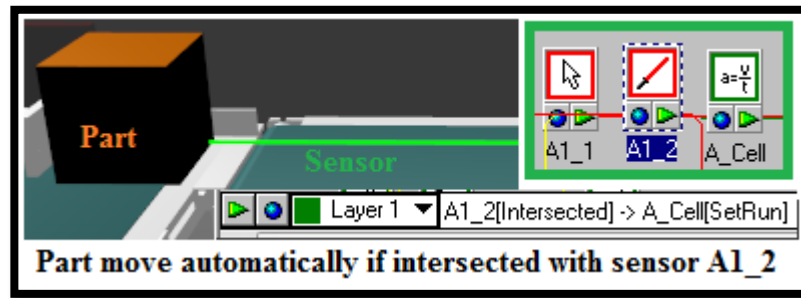 Part
Sensor
a=v/t
A1_1 A1_2 A_Cell
Layer 1 A1_2[Intersected] -> A_Cell[SetRun]
Part move automatically if intersected with sensor A1_2